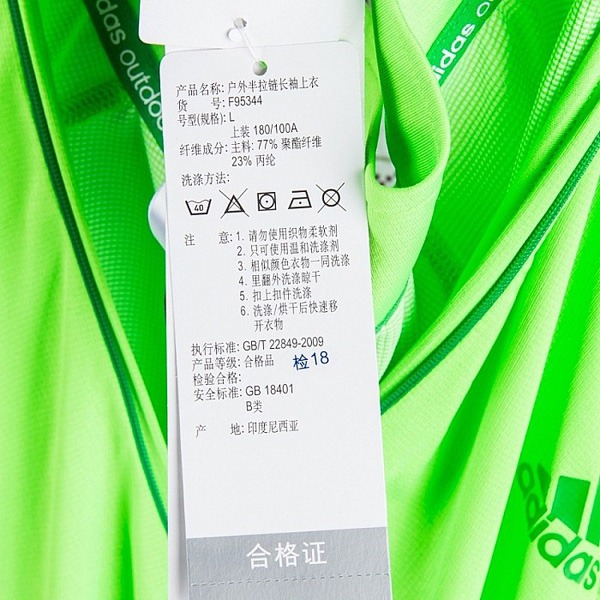 adidas outdoor
adidas
产品名称: 户外半拉链长袖上衣
货 号: F95344
号型(规格): L
上装 180/100A
纤维成分: 主料: 77% 聚酯纤维
23% 丙纶
洗涤方法:
40
注 意: 1. 请勿使用织物柔软剂
2. 只可使用温和洗涤剂
3. 相似颜色衣物一同洗涤
4. 里翻外洗涤晾干
5. 扣上扣件洗涤
6. 洗涤/烘干后快速移
开衣物
执行标准: GB/T 22849-2009
产品等级: 合格品 检18
检验合格:
安全标准: GB 18401
B类
产 地: 印度尼西亚
合格证
adidas